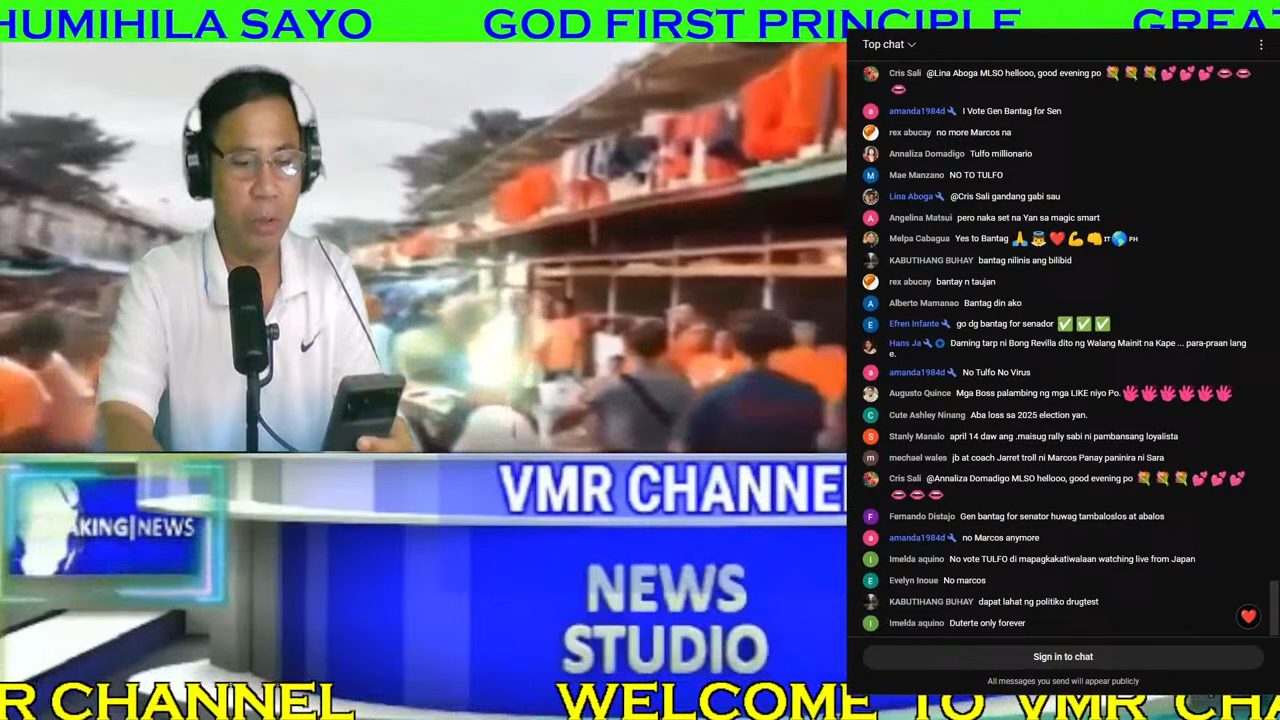 HUMIHILA SAYO GOD FIRST PRINCIPLE GREAT
Top chat
Cris Sali @Lina Aboga MLSO hellooo, good evening po 💐 💐 💐 💕 💕 💕 👄 👄
👄
amanda1984d I Vote Gen Bantag for Sen
rex abucay no more Marcos na
Annaliza Domadigo Tulfo millionario
Mae Manzano NO TO TULFO
Lina Aboga @Cris Sali gandang gabi sau
Angelina Matsui pero naka set na Yan sa magic smart
Melpa Cabagua Yes to Bantag 🙏 👼 ❤️ 💪 👊 IT 🌎 PH
KABUTIHANG BUHAY bantag nilinis ang bilibid
rex abucay bantay n taujan
Alberto Mamanao Bantag din ako
Efren Infante go dg bantag for senador ✅ ✅ ✅
Hans Ja Daming tarp ni Bong Revilla dito ng Walang Mainit na Kape ... para-praan lang
e.
amanda1984d No Tulfo No Virus
Augusto Quince Mga Boss palambing ng mga LIKE niyo Po.
Cute Ashley Ninang Aba loss sa 2025 election yan.
Stanly Manalo april 14 daw ang .maisug rally sabi ni pambansang loyalista
mechael wales jb at coach Jarret troll ni Marcos Panay paninira ni Sara
Cris Sali @Annaliza Domadigo MLSO hellooo, good evening po 💐 💐 💐 💕 💕 💕
👄 👄 👄
Fernando Distajo Gen bantag for senator huwag tambaloslos at abalos
amanda1984d no Marcos anymore
Imelda aquino No vote TULFO di mapagkakatiwalaan watching live from Japan
Evelyn Inoue No marcos
KABUTIHANG BUHAY dapat lahat ng politiko drugtest
Imelda aquino Duterte only forever
Sign in to chat
All messages you send will appear publicly
VMR CHANNE
AKING|NEWS
NEWS
STUDIO
R CHANNEL WELCOME TO VMR CHA